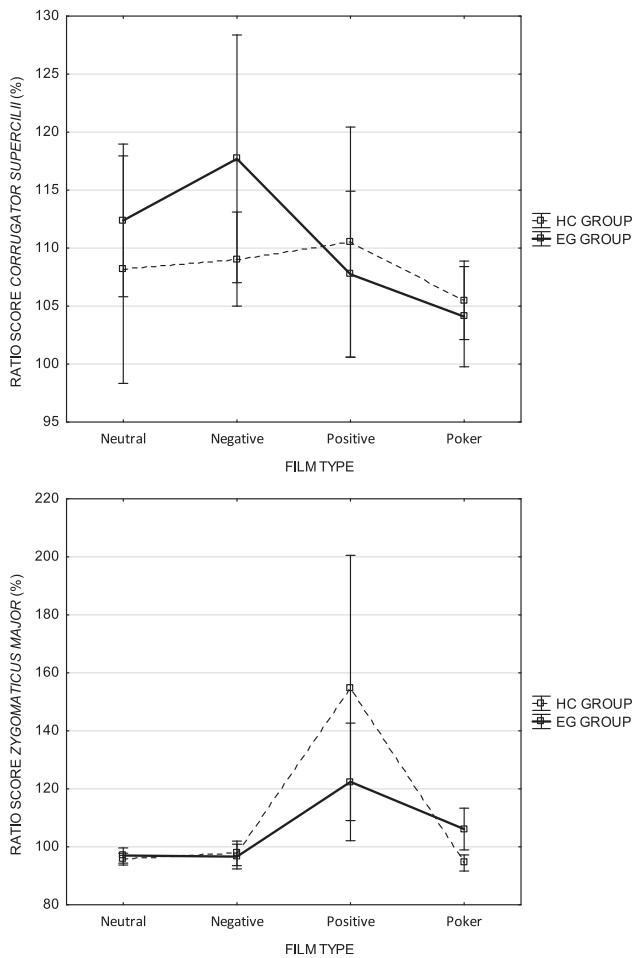 130
125
120
115
110
105
100
95
RATIO SCORE CORRUGATOR SUPERCILII (%)
Neutral Negative Positive Poker
FILM TYPE
HC GROUP
EG GROUP
220
200
180
160
140
120
100
80
RATIO SCORE ZYGOMATICUS MAJOR (%)
Neutral Negative Positive Poker
FILM TYPE
HC GROUP
EG GROUP